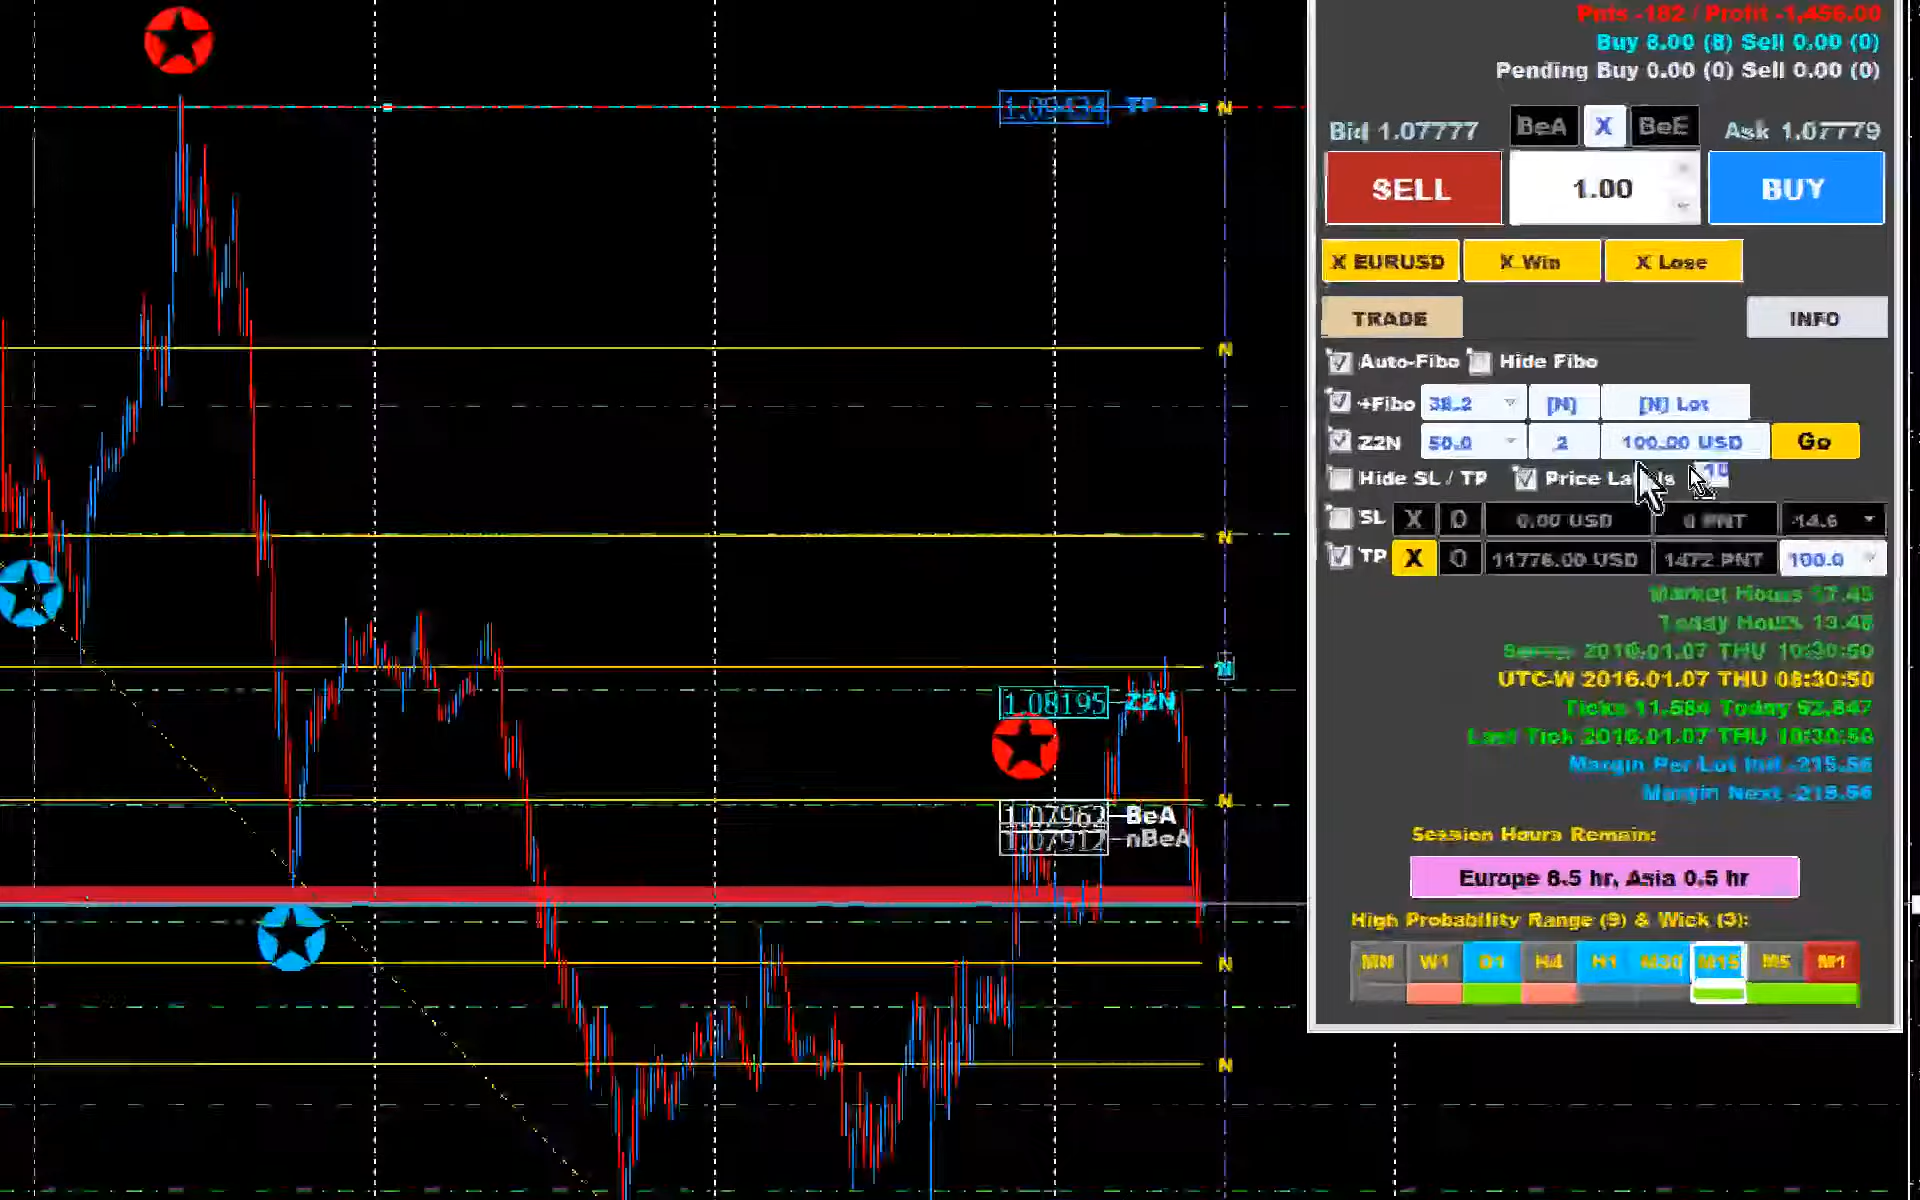 Pnts -182 / Profit -1,456.00
Buy 8.00 (8) Sell 0.00 (0)
Pending Buy 0.00 (0) Sell 0.00 (0)
1.09434 TP N
Bid 1.07777 BeA X BeE Ask 1.07779
SELL 1.00 BUY
X EURUSD X Win X Lose
TRADE INFO
N
Auto-Fibo Hide Fibo
+Fibo 38.2 [N] [N] Lot
Z2N 50.0 2 100.00 USD Go
Hide SL / TP Price
SL X O 0.00 USD 0 PNT -14.6
N
TP X O 11776.00 USD 1472 PNT 100.0
Market Hours 37.45
Today Hours 13.48
Server 2016.01.07 THU 10:30:50
N
UTC-W 2016.01.07 THU 08:30:50
1.08195 Z2N
Ticks 11,584 Today 92,847
Last Tick 2016.01.07 THU 10:30:50
Margin Per Lot Init -215.56
Margin Next -215.56
N
1.07962 BeA
1.07912 nBeA
Session Hours Remain:
Europe 6.5 hr, Asia 0.5 hr
High Probability Range (9) & Wick (3):
MN W1 D1 H4 H1 M30 M15 M5 M1
N
N